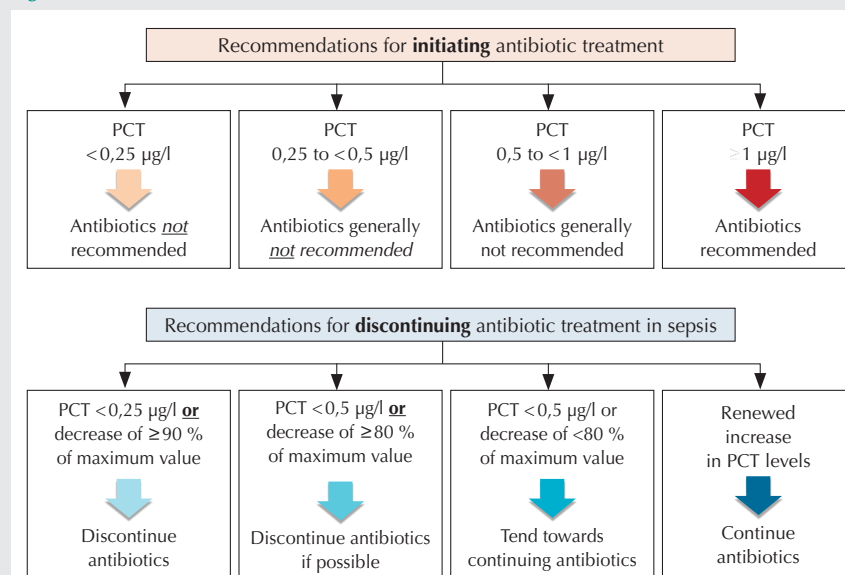 Recommendations for initiating antibiotic treatment
PCT
<0,25 µg/l
Antibiotics not
recommended
PCT
0,25 to <0,5 µg/l
Antibiotics generally
not recommended
PCT
0,5 to <1 µg/l
Antibiotics generally
not recommended
PCT
≥1 µg/l
Antibiotics
recommended
Recommendations for discontinuing antibiotic treatment in sepsis
PCT <0,25 µg/l or
decrease of ≥90 %
of maximum value
Discontinue
antibiotics
PCT <0,5 µg/l or
decrease of ≥80 %
of maximum value
Discontinue antibiotics
if possible
PCT <0,5 µg/l or
decrease of <80 %
of maximum value
Tend towards
continuing antibiotics
Renewed
increase
in PCT levels
Continue
antibiotics